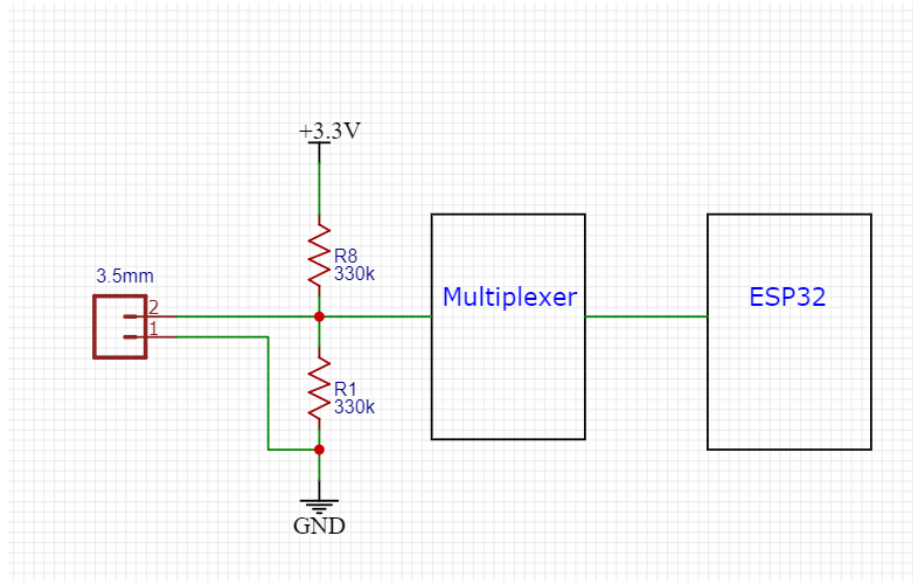 +3.3V
R8
330k
3.5mm
2
1
Multiplexer
ESP32
R1
330k
GND